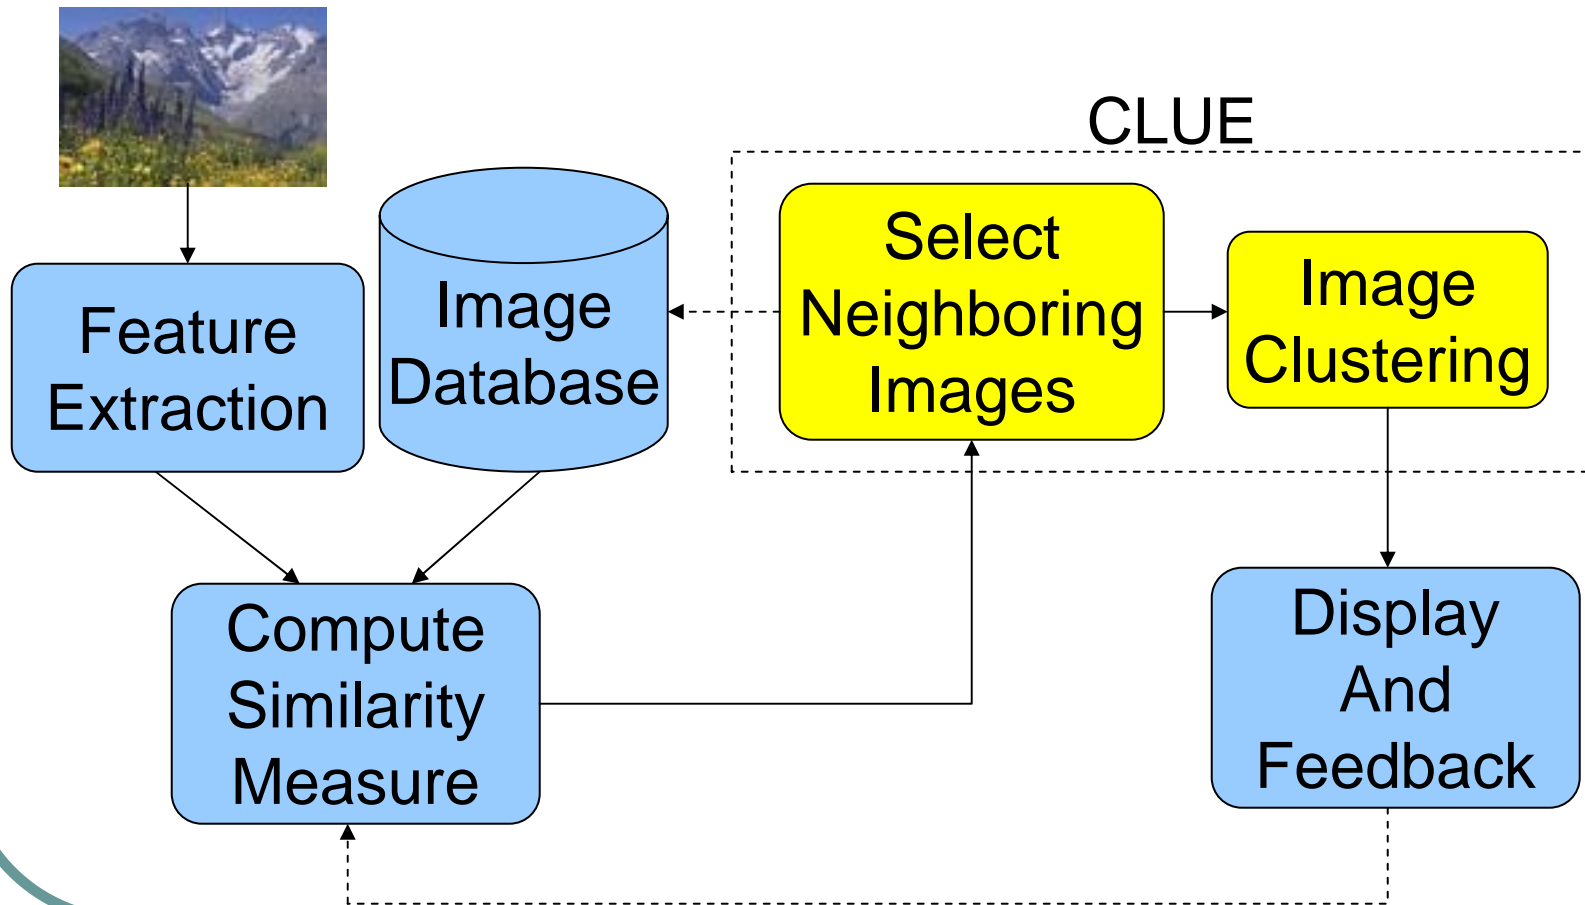 CLUE
Feature
Extraction
Image
Database
Select
Neighboring
Images
Image
Clustering
Compute
Similarity
Measure
Display
And
Feedback